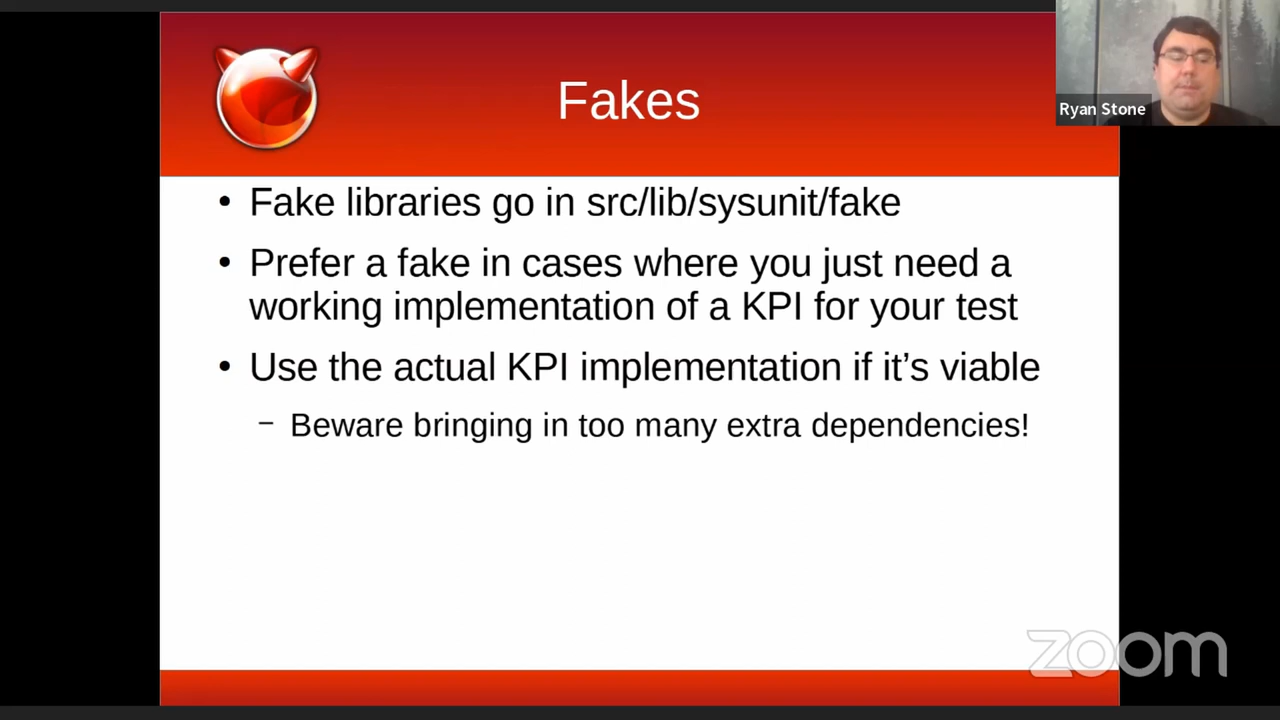 Fakes
Ryan Stone
• Fake libraries go in src/lib/sysunit/fake
• Prefer a fake in cases where you just need a
working implementation of a KPI for your test
• Use the actual KPI implementation if it’s viable
– Beware bringing in too many extra dependencies!
zoom